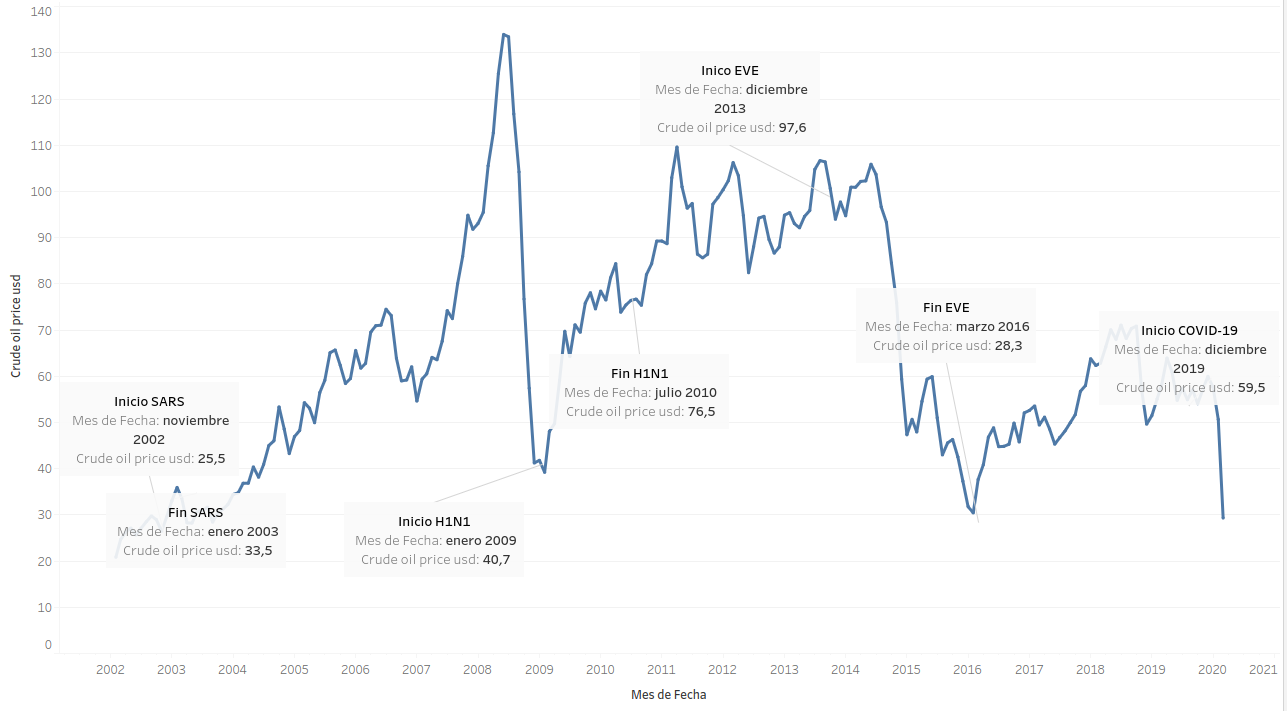 140
130
120
110
100
90
80
70
60
50
40
30
20
10
0
Crude oil price usd
Inico EVE
Mes de Fecha: diciembre
2013
Crude oil price usd: 97,6
Fin EVE
Mes de Fecha: marzo 2016
Crude oil price usd: 28,3
Inicio COVID-19
Mes de Fecha: diciembre
2019
Crude oil price usd: 59,5
Fin H1N1
Mes de Fecha: julio 2010
Crude oil price usd: 76,5
Inicio SARS
Mes de Fecha: noviembre
2002
Crude oil price usd: 25,5
Fin SARS
Mes de Fecha: enero 2003
Crude oil price usd: 33,5
Inicio H1N1
Mes de Fecha: enero 2009
Crude oil price usd: 40,7
2002 2003 2004 2005 2006 2007 2008 2009 2010 2011 2012 2013 2014 2015 2016 2017 2018 2019 2020 2021
Mes de Fecha